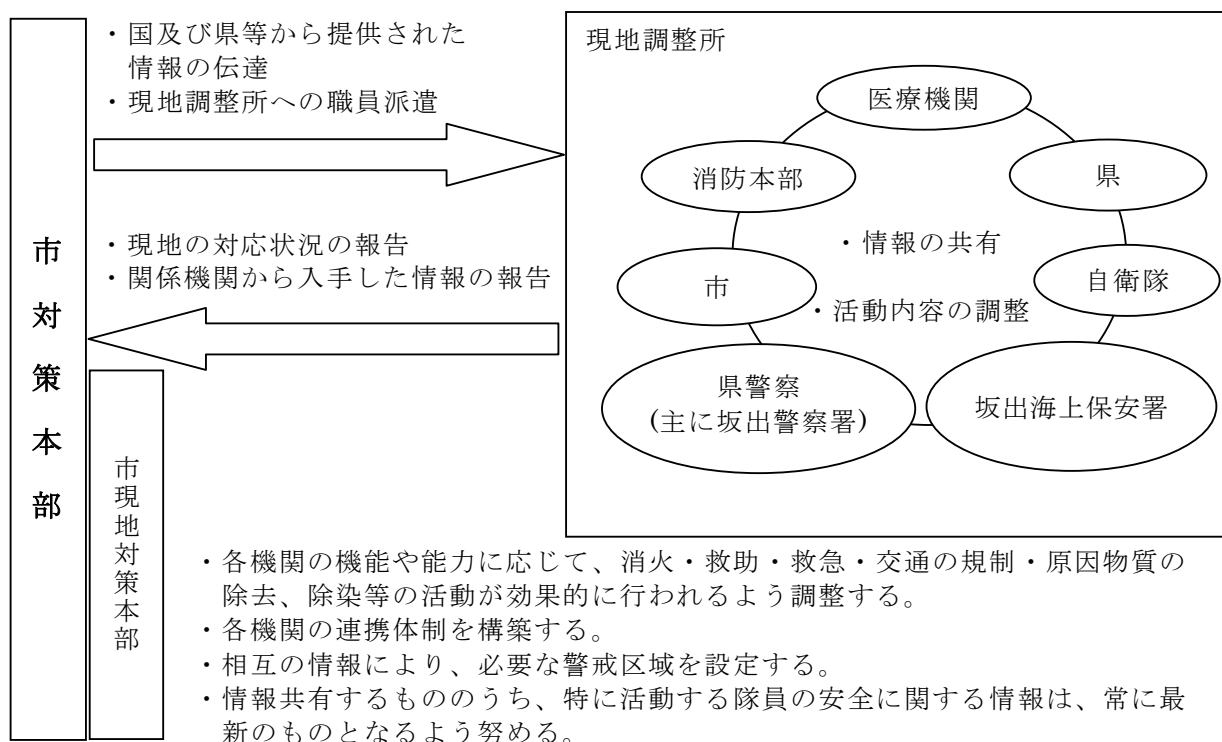 ・国及び県等から提供された
情報の伝達
・現地調整所への職員派遣
・現地の対応状況の報告
・関係機関から入手した情報の報告
市対策本部
市現地対策本部
現地調整所
医療機関
消防本部
県
・情報の共有
市
自衛隊
・活動内容の調整
県警察
(主に坂出警察署)
坂出海上保安署
・各機関の機能や能力に応じて、消火・救助・救急・交通の規制・原因物質の
除去、除染等の活動が効果的に行われるよう調整する。
・各機関の連携体制を構築する。
・相互の情報により、必要な警戒区域を設定する。
・情報共有するもののうち、特に活動する隊員の安全に関する情報は、常に最
新のものとなるよう努める。